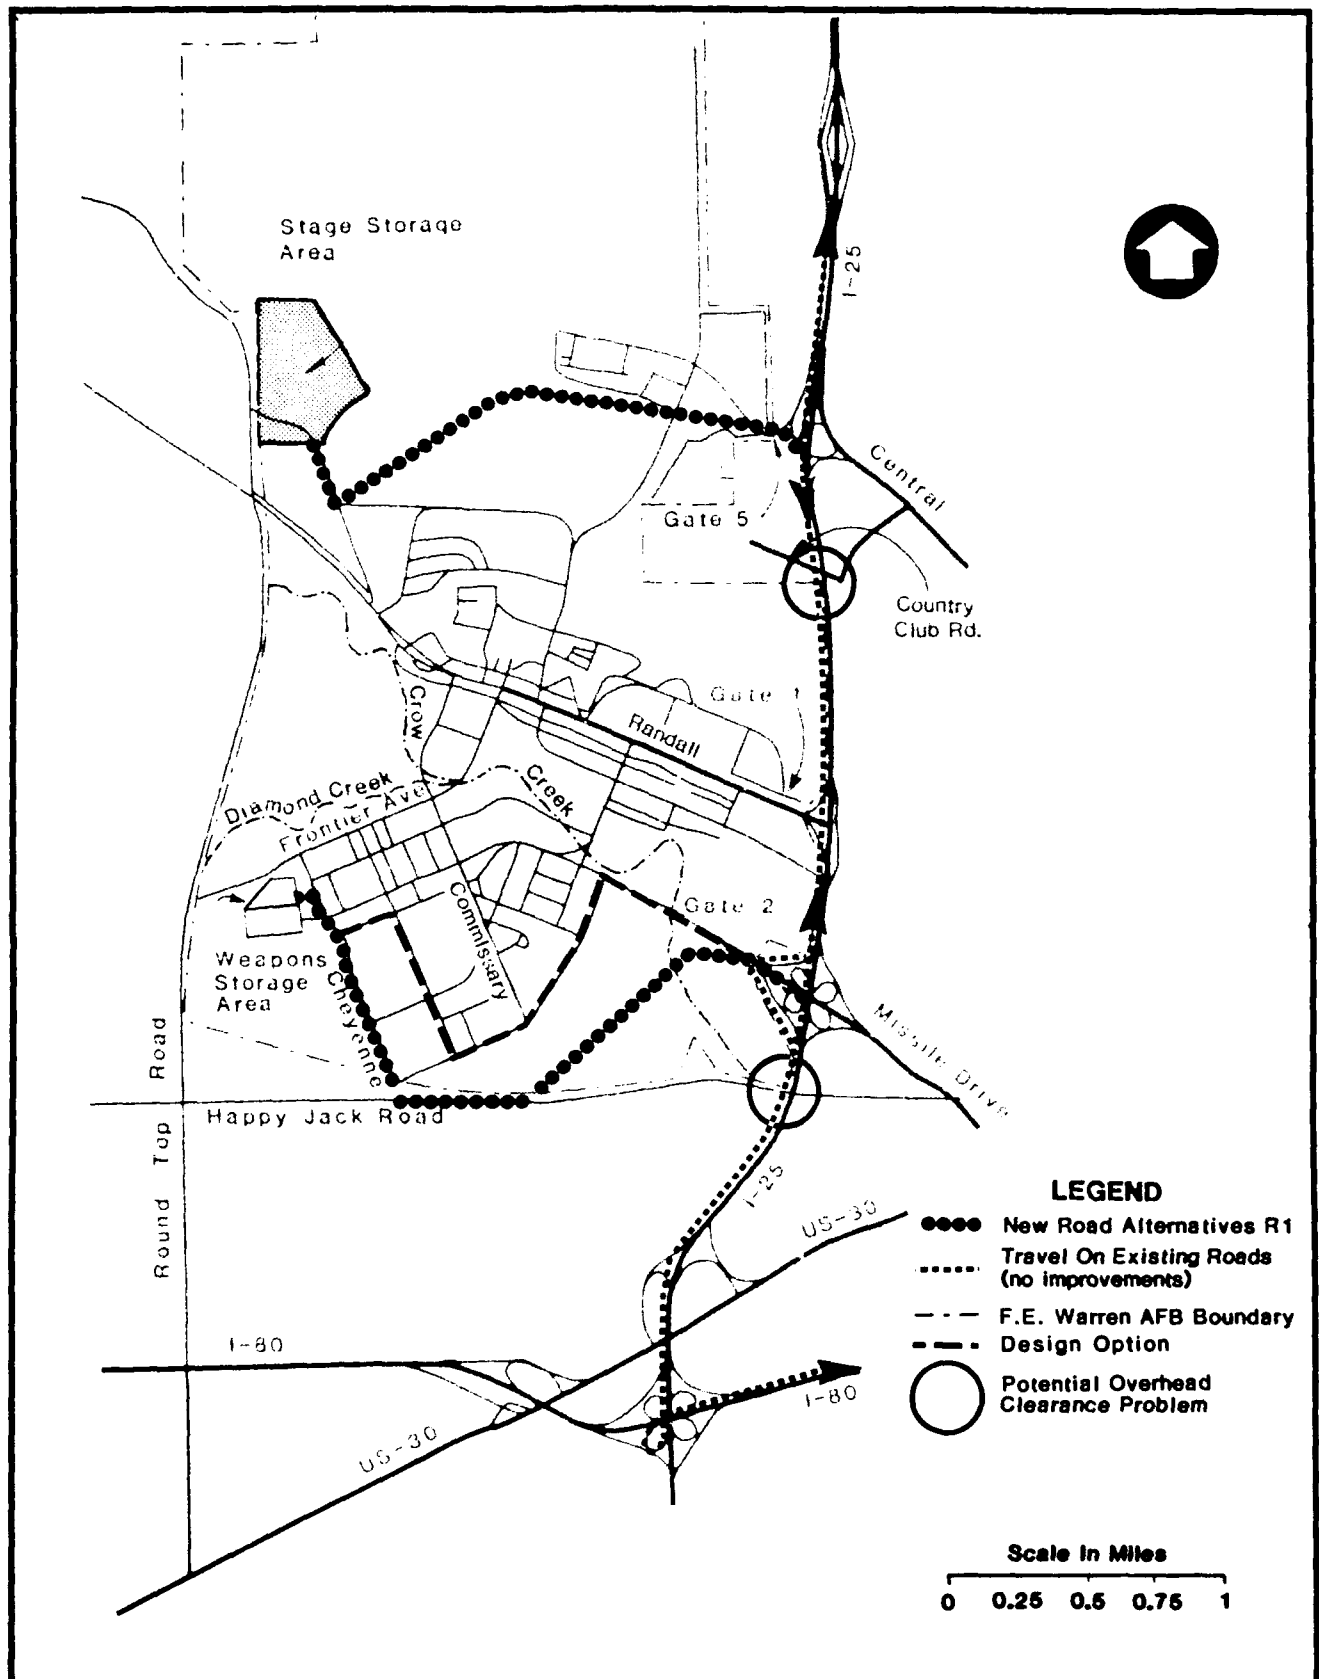 Stage Storage
Area
I-25
Central
Gate 5
Country
Club Rd.
Gate 1
Crow
Randall
Creek
Diamond Creek
Frontier Ave
Commissary
Gate 2
Weapons
Storage
Area
Cheyenne
Missile Drive
Round Top Road
Happy Jack Road
I-25
US-30
I-80
I-80
US-30
LEGEND
New Road Alternatives R1
Travel On Existing Roads
(no improvements)
F.E. Warren AFB Boundary
Design Option
Potential Overhead
Clearance Problem
Scale In Miles
0 0.25 0.5 0.75 1